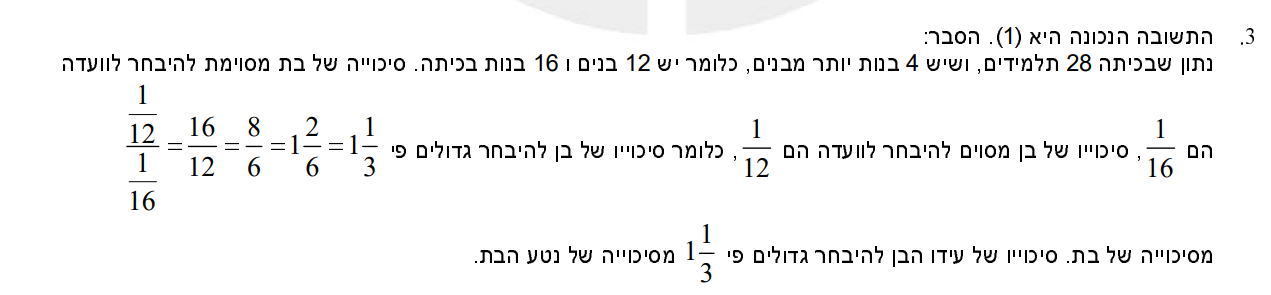 3. התשובה הנכונה היא (1). הסבר:
נתון שבכיתה 28 תלמידים, ושיש 4 בנות יותר מבנים, כלומר יש 12 בנים ו 16 בנות בכיתה. סיכוייה של בת מסוימת להיבחר לוועדה
הם 1/16, סיכוייו של בן מסוים להיבחר לוועדה הם 1/12, כלומר סיכוייו של בן להיבחר גדולים פי (1/12)/(1/16) = 16/12 = 8/6 = 1 2/6 = 1 1/3
מסיכוייה של בת. סיכוייו של עידו הבן להיבחר גדולים פי 1 1/3 מסיכוייה של נטע הבת.